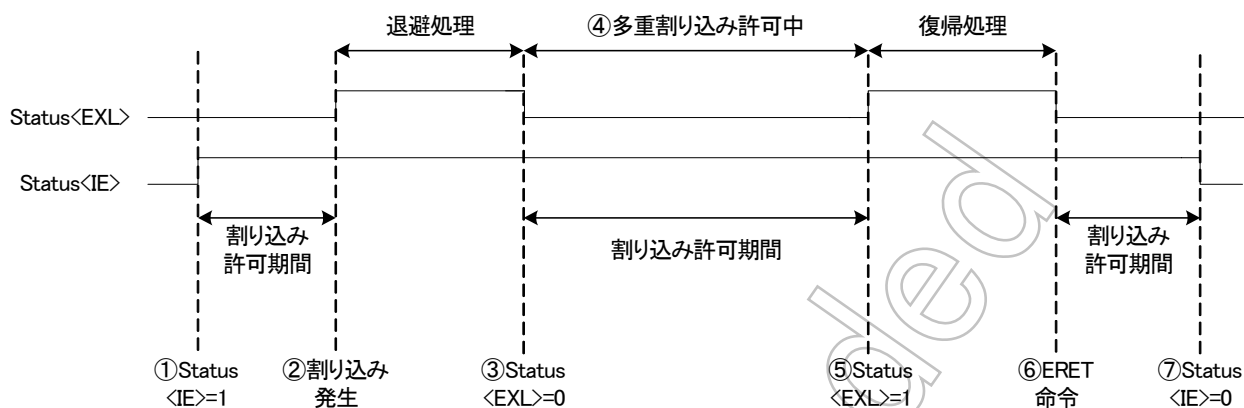 退避処理
④多重割り込み許可中
復帰処理
Status<EXL>
Status<IE>
割り込み
許可期間
割り込み許可期間
割り込み
許可期間
①Status
<IE>=1
②割り込み
発生
③Status
<EXL>=0
⑤Status
<EXL>=1
⑥ERET
命令
⑦Status
<IE>=0
ded